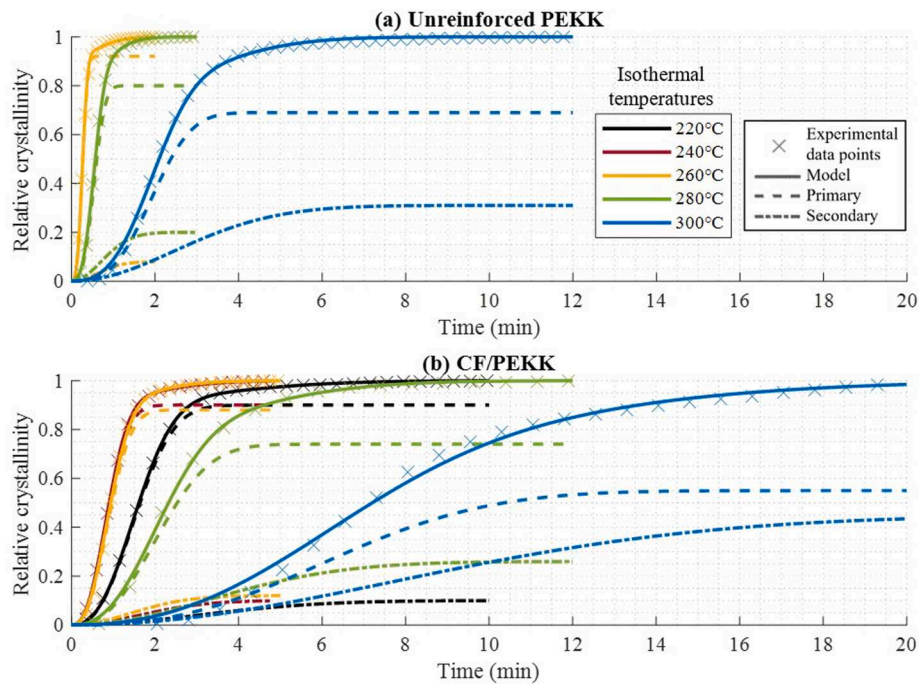 (a) Unreinforced PEKK
Relative crystallinity
1
0.8
0.6
0.4
0.2
0
0 2 4 6 8 10 12 14 16 18 20
Time (min)
Isothermal
temperatures
220°C
240°C
260°C
280°C
300°C
Experimental
data points
Model
Primary
Secondary
(b) CF/PEKK
Relative crystallinity
1
0.8
0.6
0.4
0.2
0
0 2 4 6 8 10 12 14 16 18 20
Time (min)